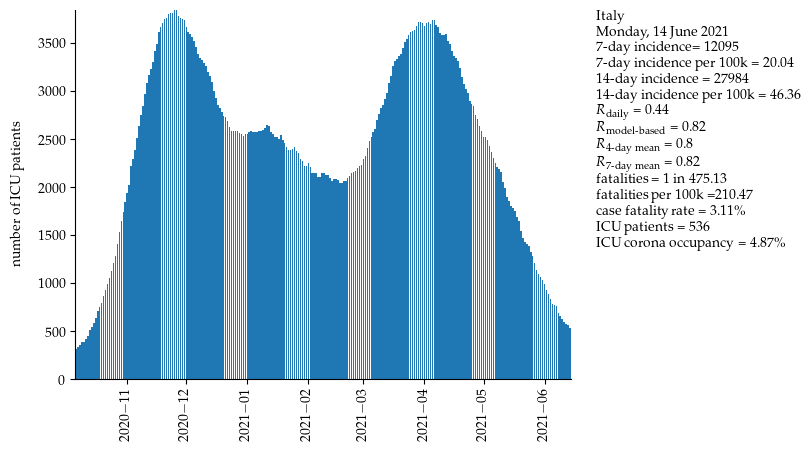 number of ICU patients
3500
3000
2500
2000
1500
1000
500
0
2020−11
2020−12
2021−01
2021−02
2021−03
2021−04
2021−05
2021−06
Italy
Monday, 14 June 2021
7-day incidence= 12095
7-day incidence per 100k = 20.04
14-day incidence = 27984
14-day incidence per 100k = 46.36
R daily = 0.44
R model-based = 0.82
R 4-day mean = 0.8
R 7-day mean = 0.82
fatalities = 1 in 475.13
fatalities per 100k =210.47
case fatality rate = 3.11%
ICU patients = 536
ICU corona occupancy = 4.87%